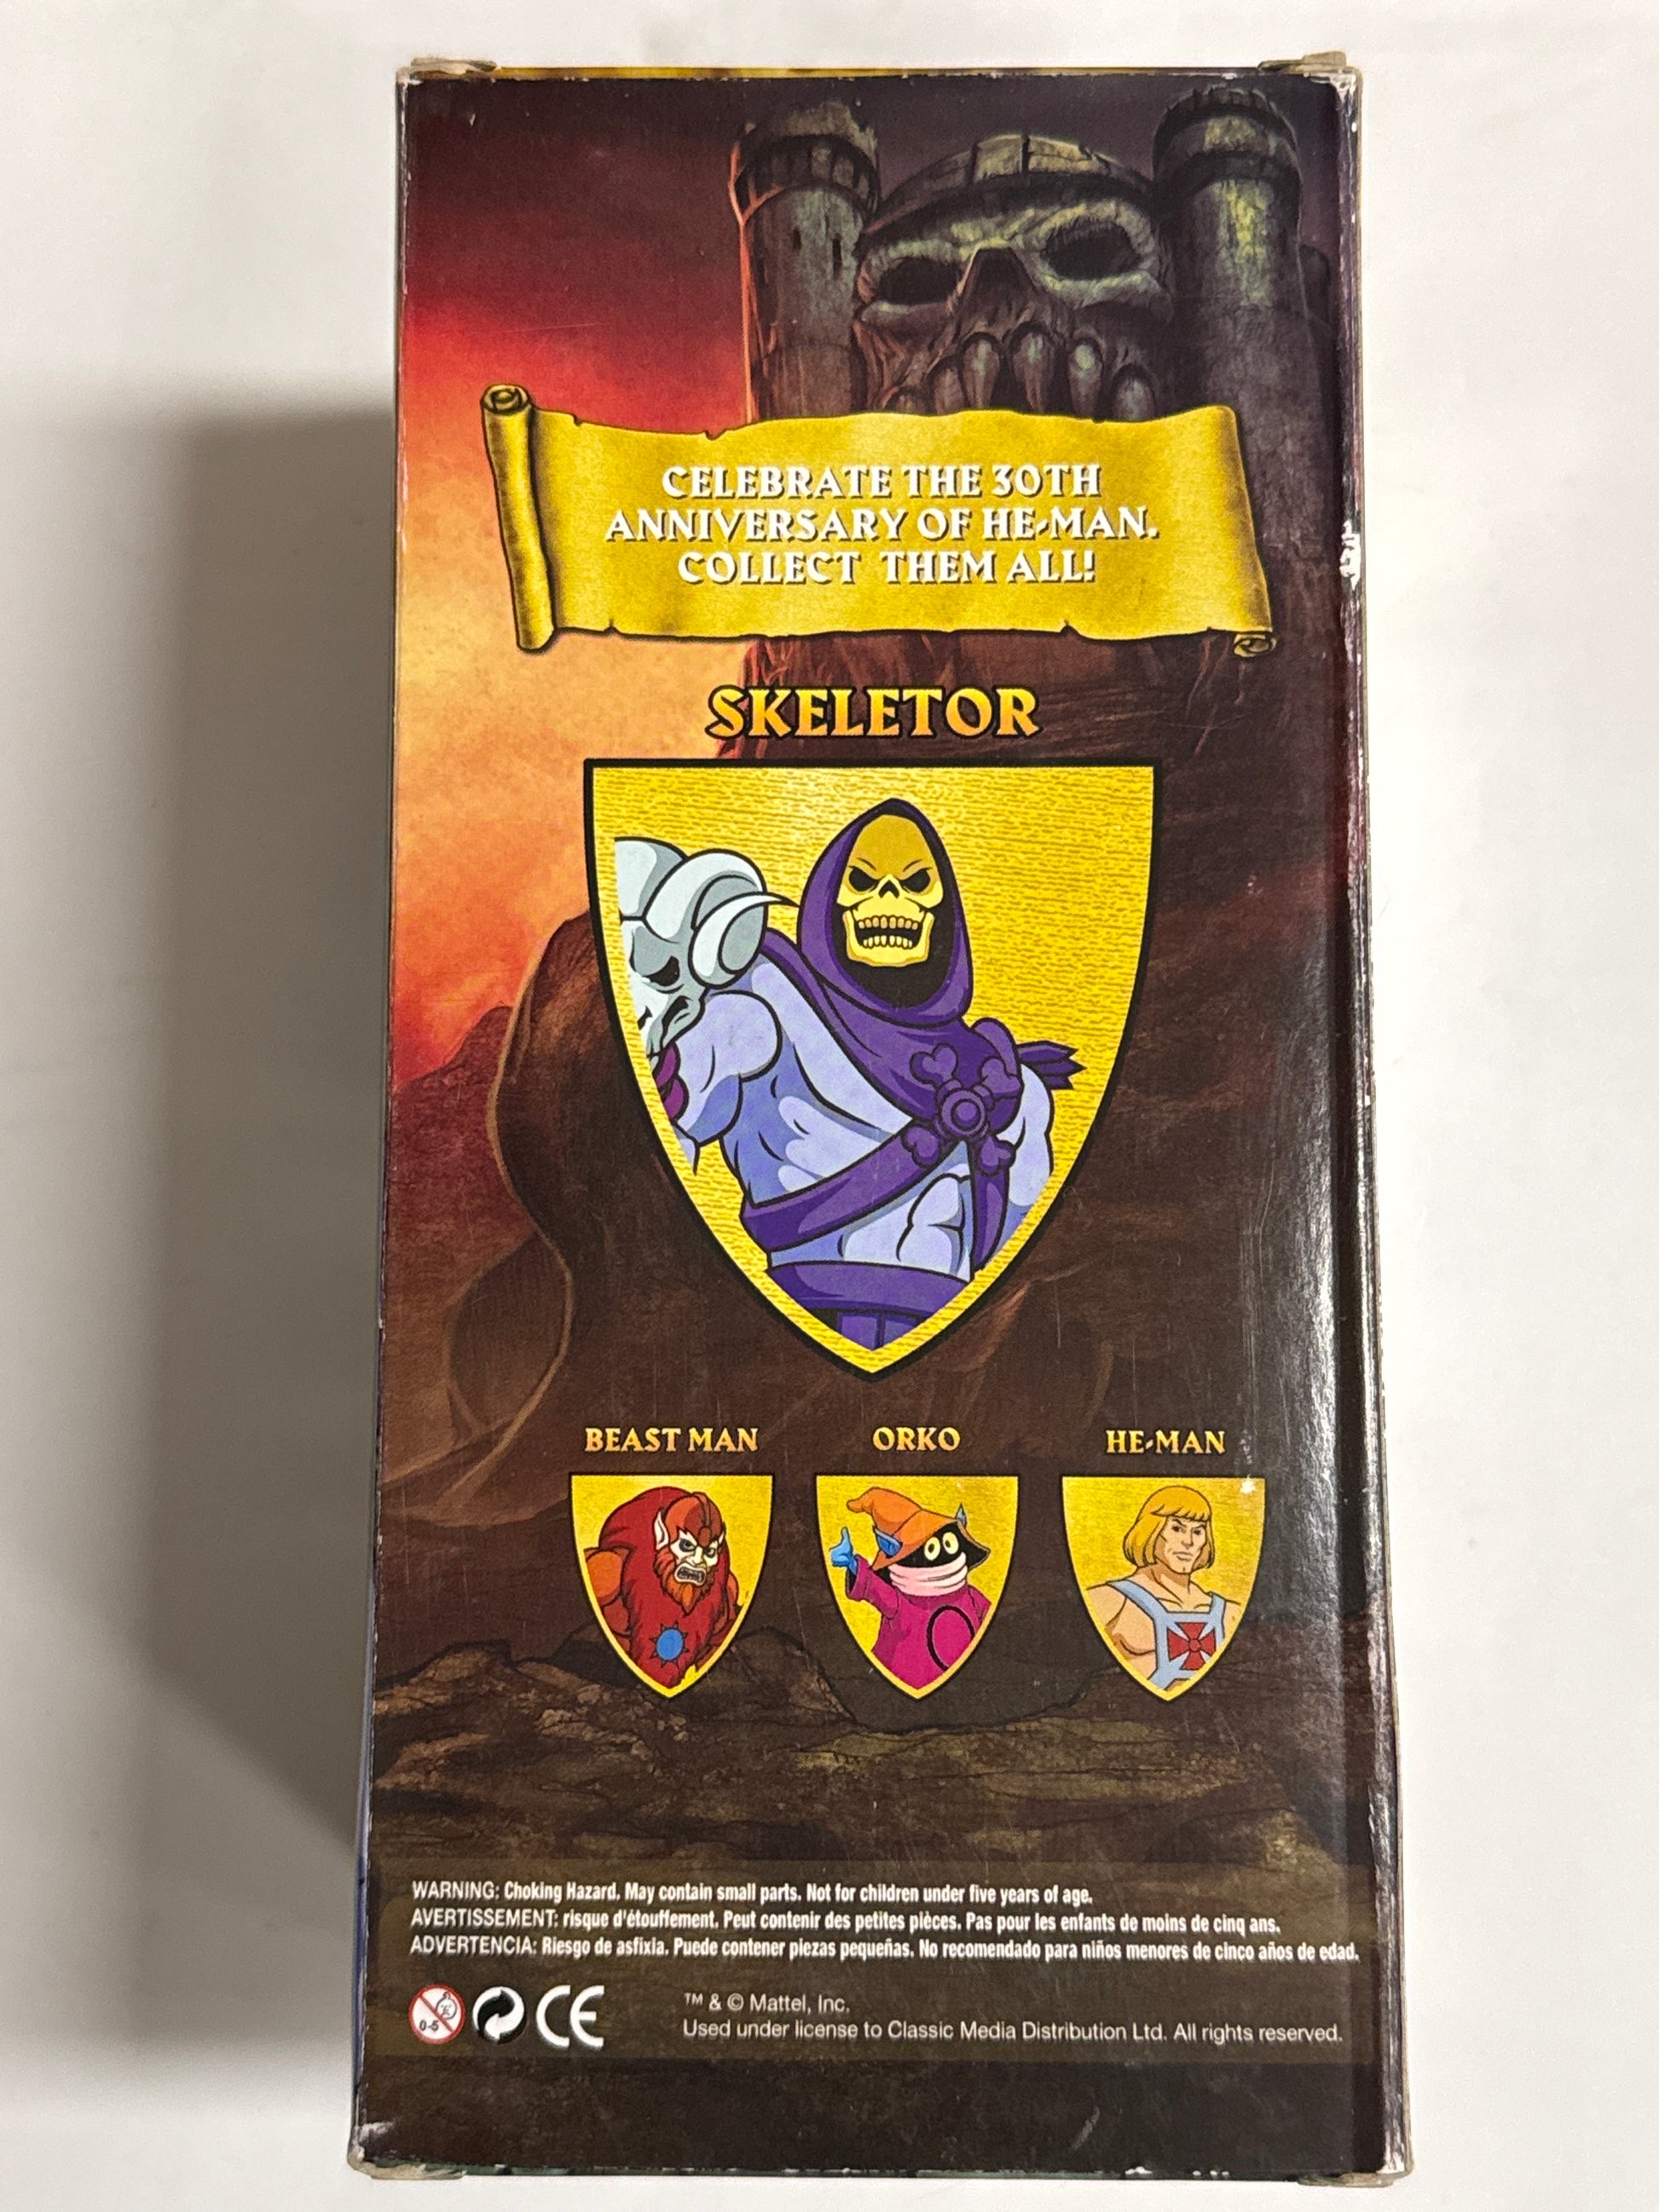 CELEBRATE THE 30TH
ANNIVERSARY OF HE-MAN.
COLLECT THEM ALL!
SKELETOR
BEAST MAN
ORKO
HE-MAN
WARNING: Choking Hazard. May contain small parts. Not for children under five years of age.
AVERTISSEMENT: risque d'étouffement. Peut contenir des petites pièces. Pas pour les enfants de moins de cinq ans.
ADVERTENCIA: Riesgo de asfixia. Puede contener piezas pequeñas. No recomendado para niños menores de cinco años de edad.
0-5
CE
™ & © Mattel, Inc.
Used under license to Classic Media Distribution Ltd. All rights reserved.